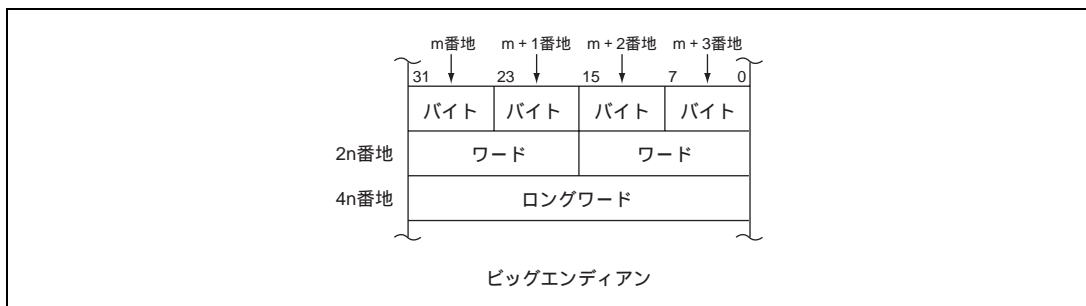 m番地 m + 1番地 m + 2番地 m + 3番地
31 23 15 7 0
バイト バイト バイト バイト
2n番地 ワード ワード
4n番地 ロングワード
ビッグエンディアン